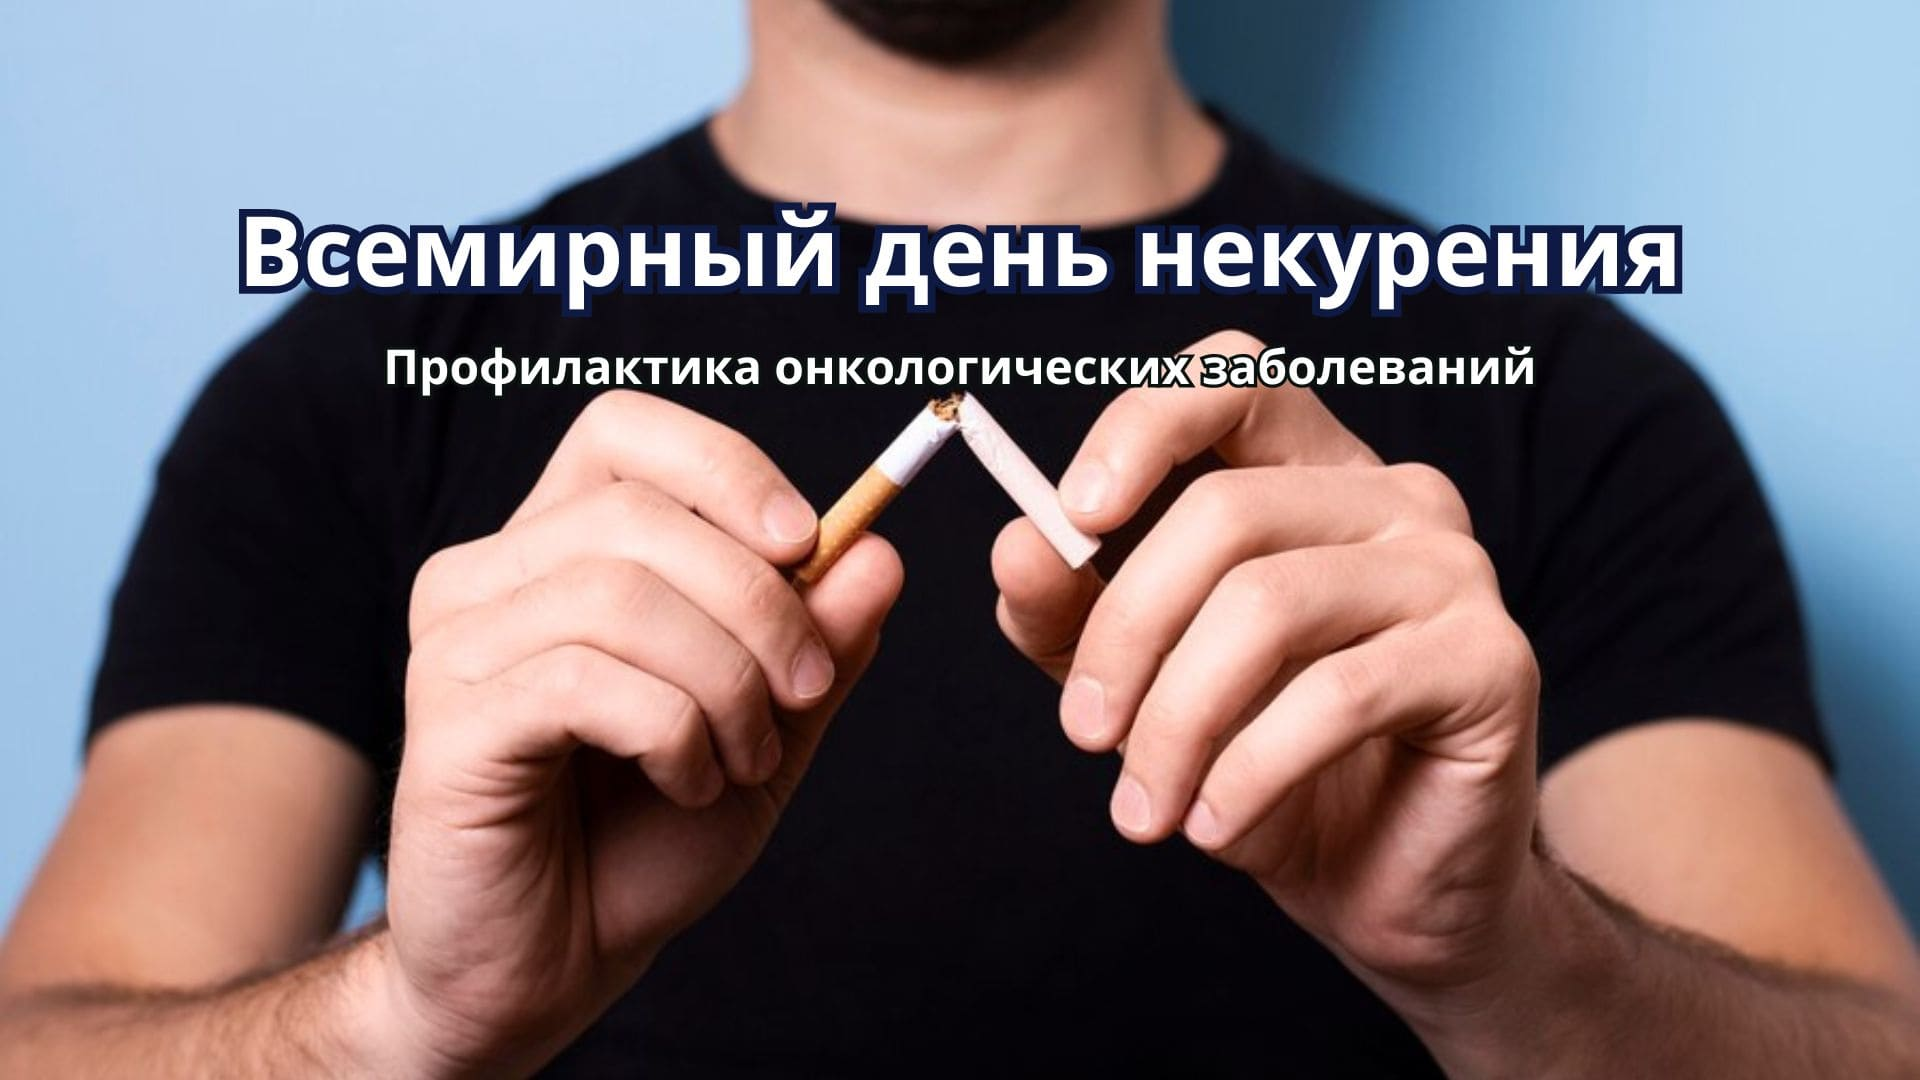 Всемирный день некурения
Профилактика онкологических заболеваний